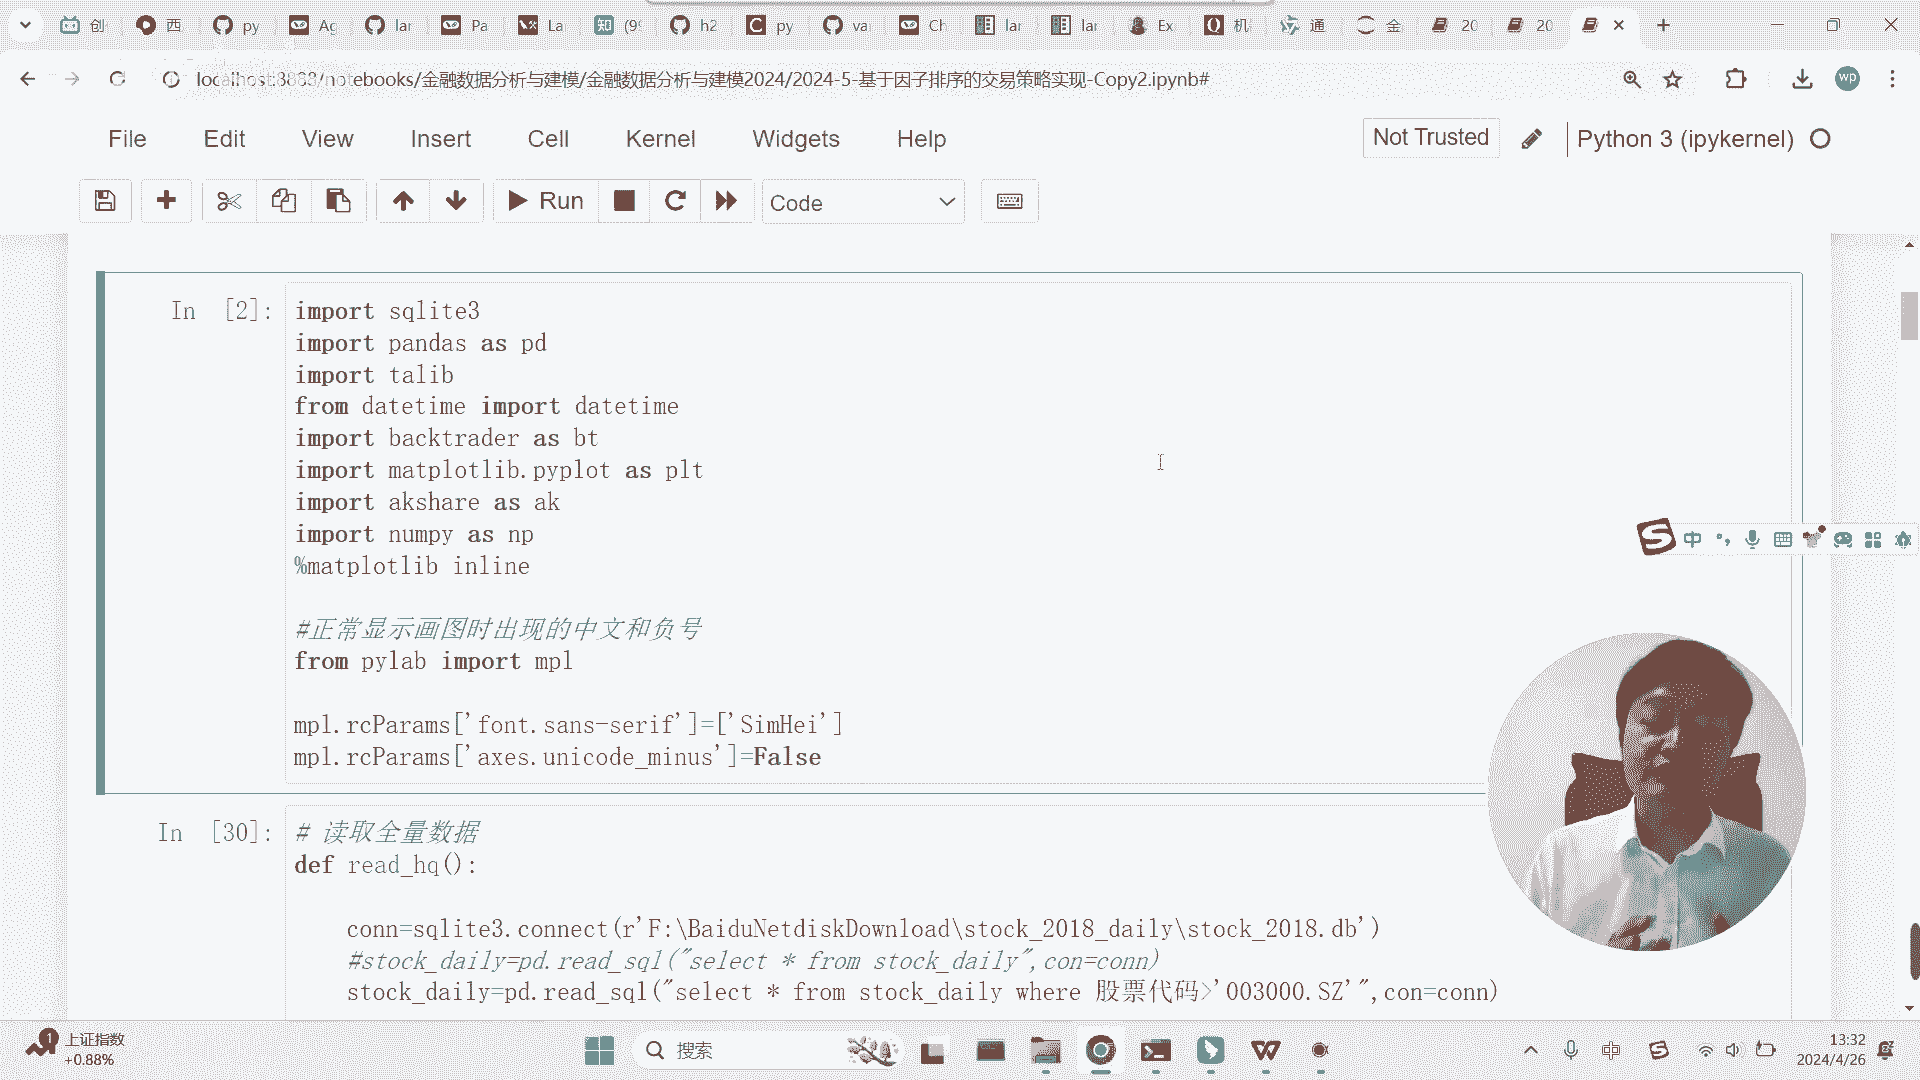 创
西
py
Ag
lar
Pa
La
(9
h2
py
va
Ch
lar
lar
Ex
机
通
金
20
20
localhost:8888/notebooks/金融数据分析与建模/金融数据分析与建模2024/2024-5-基于因子排序的交易策略实现-Copy2.ipynb#
wp
File Edit View Insert Cell Kernel Widgets Help
Not Trusted
Python 3 (ipykernel)
Run
Code
In [2]:
import sqlite3
import pandas as pd
import talib
from datetime import datetime
import backtrader as bt
import matplotlib.pyplot as plt
import akshare as ak
import numpy as np
%matplotlib inline
#正常显示画图时出现的中文和负号
from pylab import mpl
mpl.rcParams['font.sans-serif']=['SimHei']
mpl.rcParams['axes.unicode_minus']=False
In [30]:
# 读取全量数据
def read_hq():
conn=sqlite3.connect(r'F:\BaiduNetdiskDownload\stock_2018_daily\stock_2018.db')
#stock_daily=pd.read_sql("select * from stock_daily",con=conn)
stock_daily=pd.read_sql("select * from stock_daily where 股票代码>'003000.SZ'",con=conn)
中
上证指数
+0.88%
搜索
13:32
2024/4/26